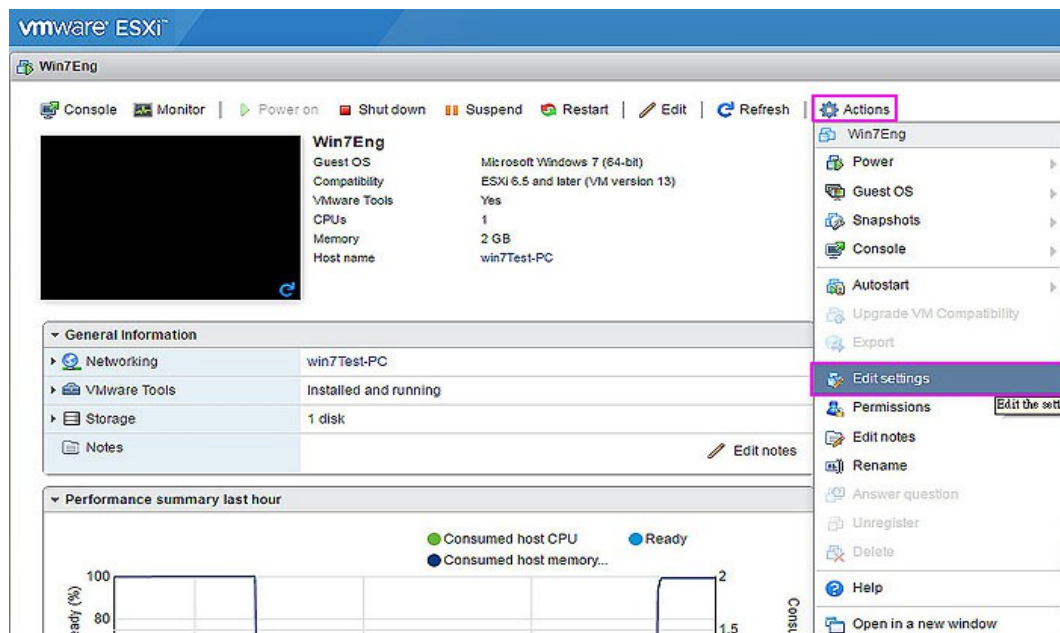 vmware ESXi™
Win7Eng
Console Monitor | Power on Shut down Suspend Restart | Edit | Refresh | Actions
Win7Eng
Guest OS Microsoft Windows 7 (64-bit)
Compatibility ESXi 6.5 and later (VM version 13)
VMware Tools Yes
CPUs 1
Memory 2 GB
Host name win7Test-PC
General Information
Networking win7Test-PC
VMware Tools Installed and running
Storage 1 disk
Notes Edit notes
Performance summary last hour
Consumed host CPU Ready
Consumed host memory...
100 2
80 1.5
eady (%)
Consu
Win7Eng
Power
Guest OS
Snapshots
Console
Autostart
Upgrade VM Compatibility
Export
Edit settings
Edit the sett
Permissions
Edit notes
Rename
Answer question
Unregister
Delete
Help
Open in a new window